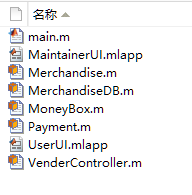 名称
main.m
MaintainerUI.mlapp
Merchandise.m
MerchandiseDB.m
MoneyBox.m
Payment.m
UserUI.mlapp
VenderController.m